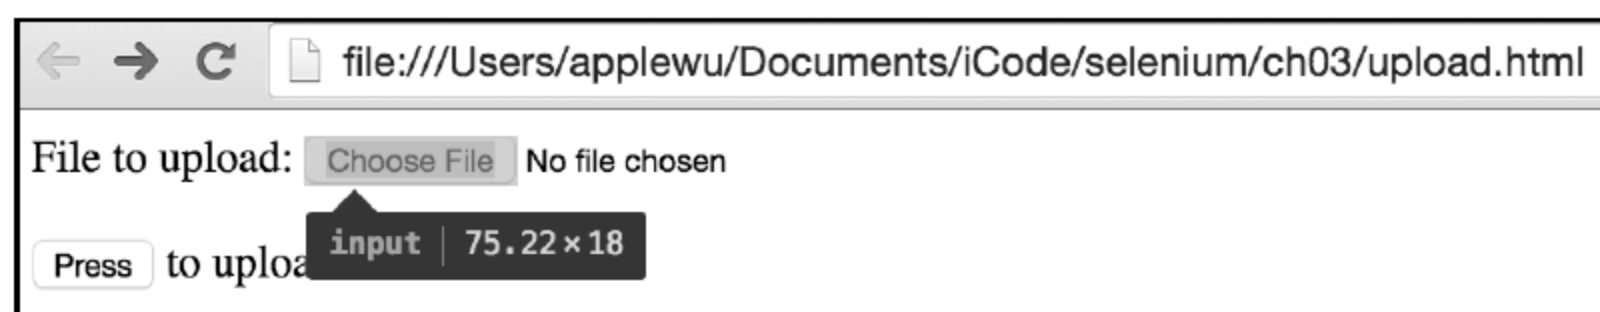 file:///Users/applewu/Documents/iCode/selenium/ch03/upload.html
File to upload: Choose File No file chosen
input 75.22×18
Press to uploa